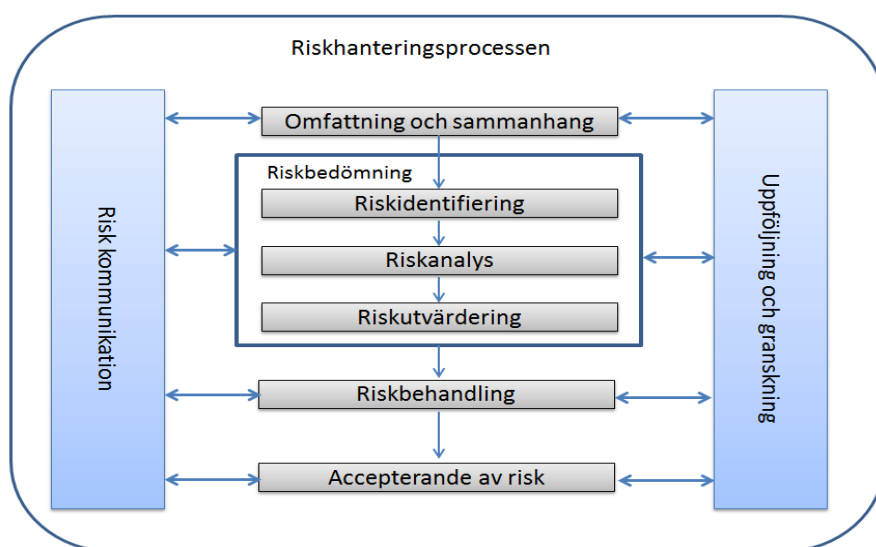 Riskhanteringsprocessen
Omfattning och sammanhang
Riskbedömning
Riskidentifiering
Riskanalys
Riskutvärdering
Riskbehandling
Accepterande av risk
Risk kommunikation
Uppföljning och granskning